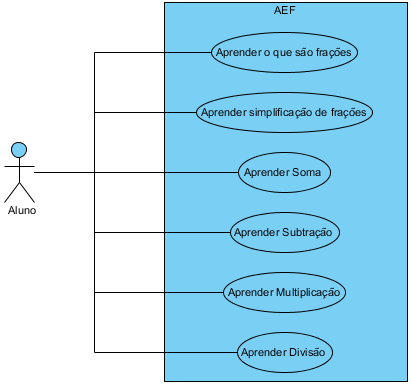 AEF
Aprender o que são frações
Aprender simplificação de frações
Aprender Soma
Aluno
Aprender Subtração
Aprender Multiplicação
Aprender Divisão